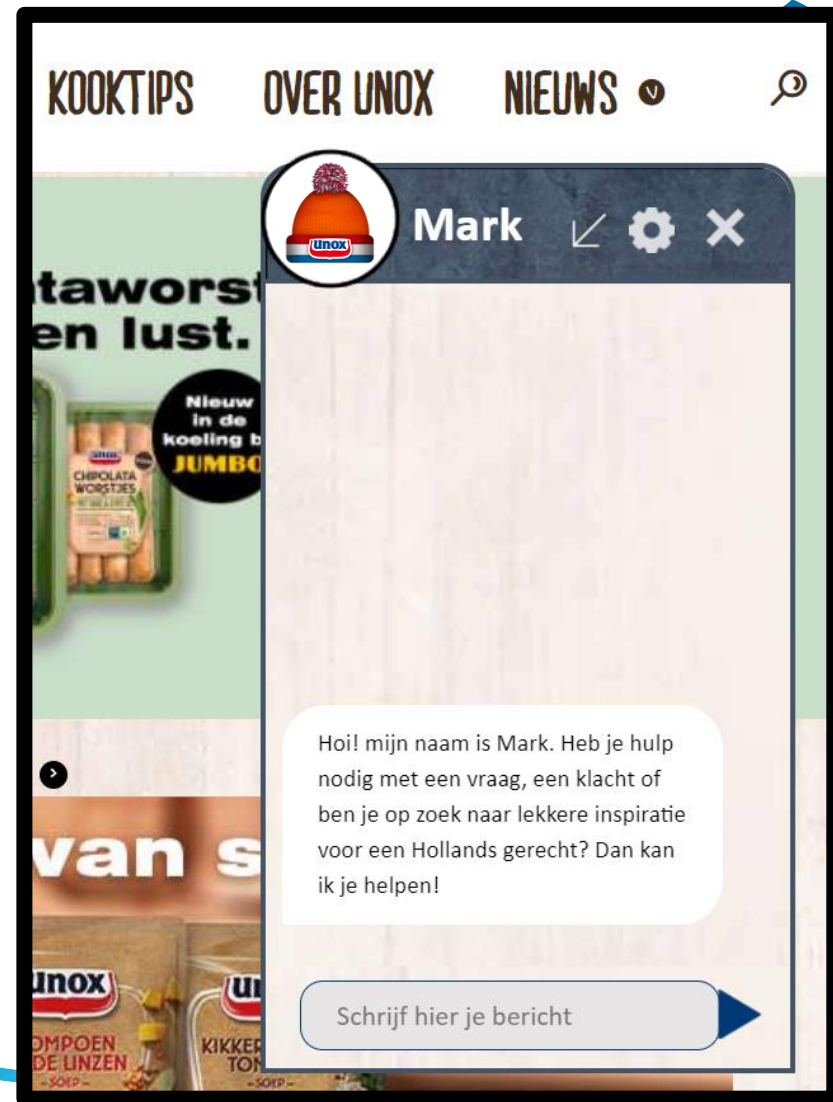 KOOKTIPS OVER UNOX NIEUWS
unox
Mark
taworst
en lust.
Nieuw
in de
koeling b
JUMBO
unox
CHIPOLATA
WORSTJES
Hoi! mijn naam is Mark. Heb je hulp
nodig met een vraag, een klacht of
ben je op zoek naar lekkere inspiratie
voor een Hollands gerecht? Dan kan
ik je helpen!
van s
unox
OMPOEN
DE LINZEN
- SOEP -
KIKKER
TOM
- SOEP -
Schrijf hier je bericht